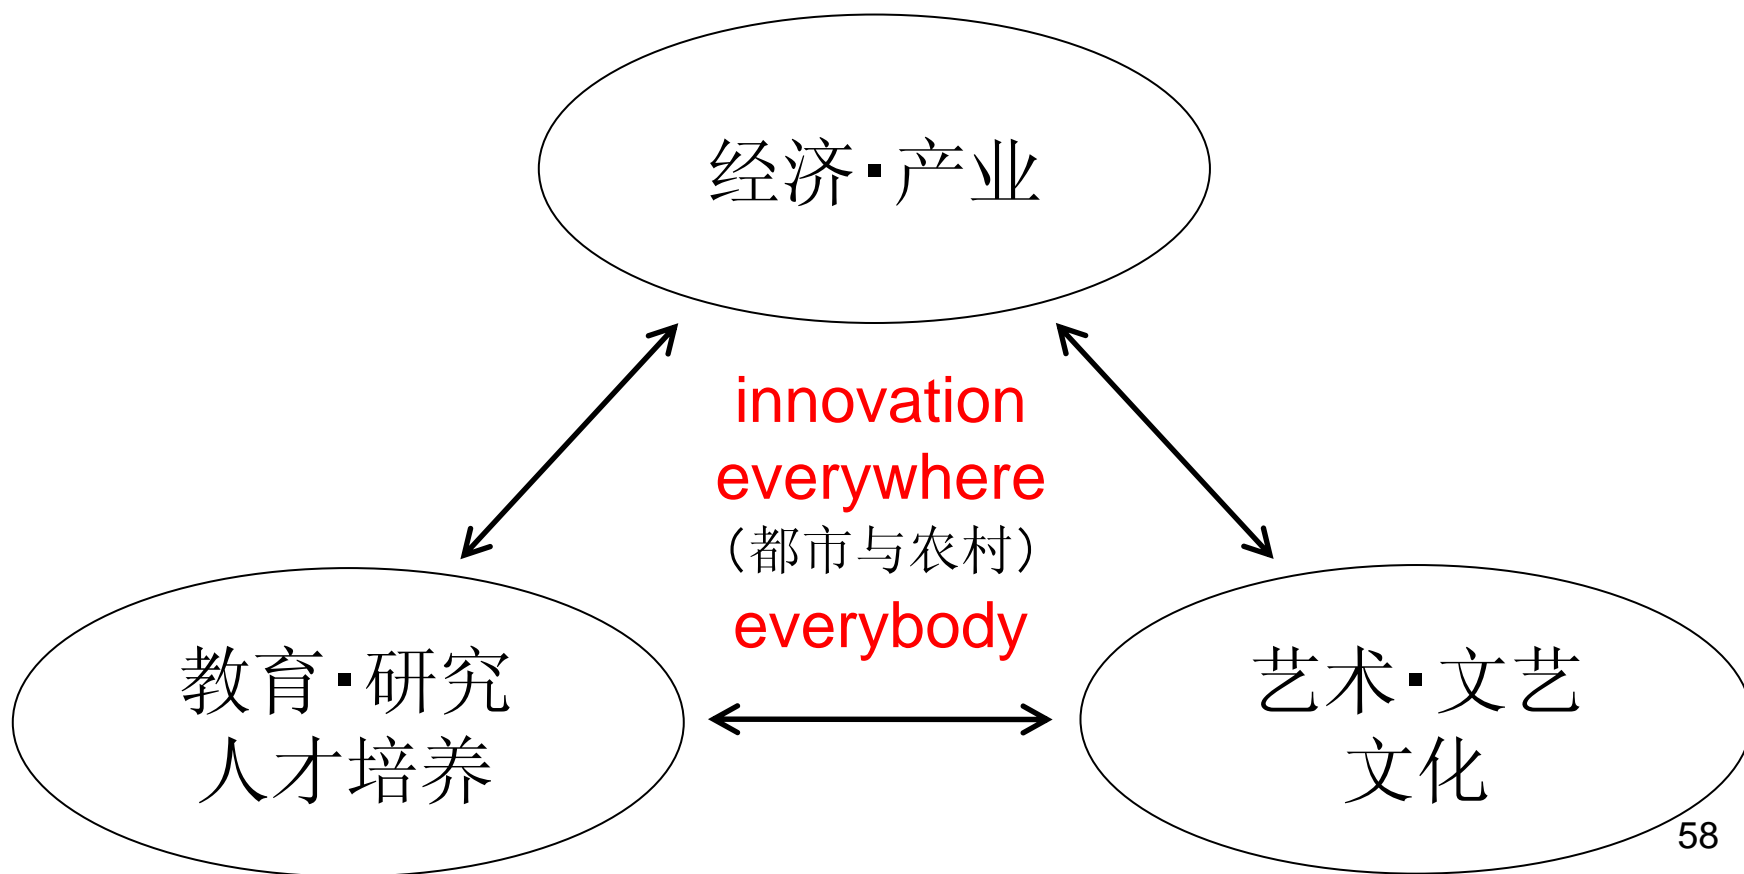 经济▪产业
innovation
everywhere
（都市与农村）
everybody
教育▪研究
人才培养
艺术▪文艺
文化
58